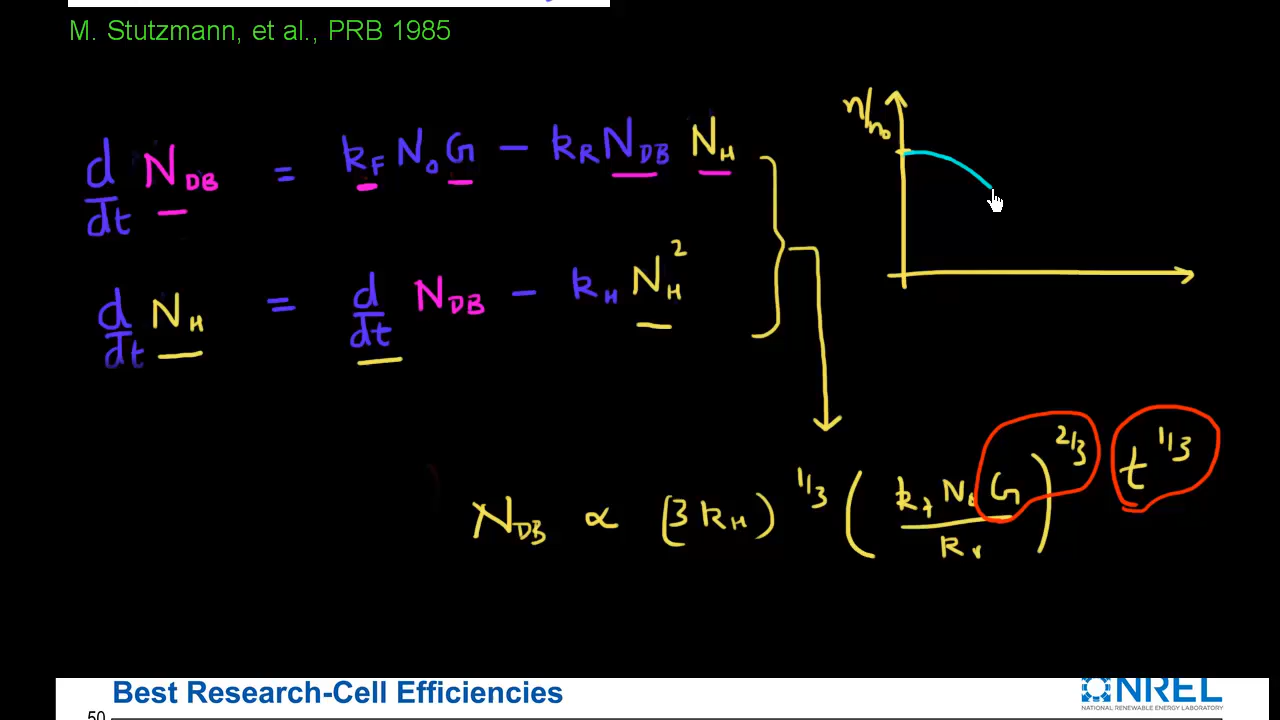 M. Stutzmann, et al., PRB 1985
d/dt N_DB = k_F N_0 G - k_R N_DB N_H
n/n_0
d/dt N_H = d/dt N_DB - k_H N_H^2
N_DB ∝ (3 k_H)^1/3 (k_f N_0 G / k_r)^2/3 t^1/3
Best Research-Cell Efficiencies
NREL
NATIONAL RENEWABLE ENERGY LABORATORY
50